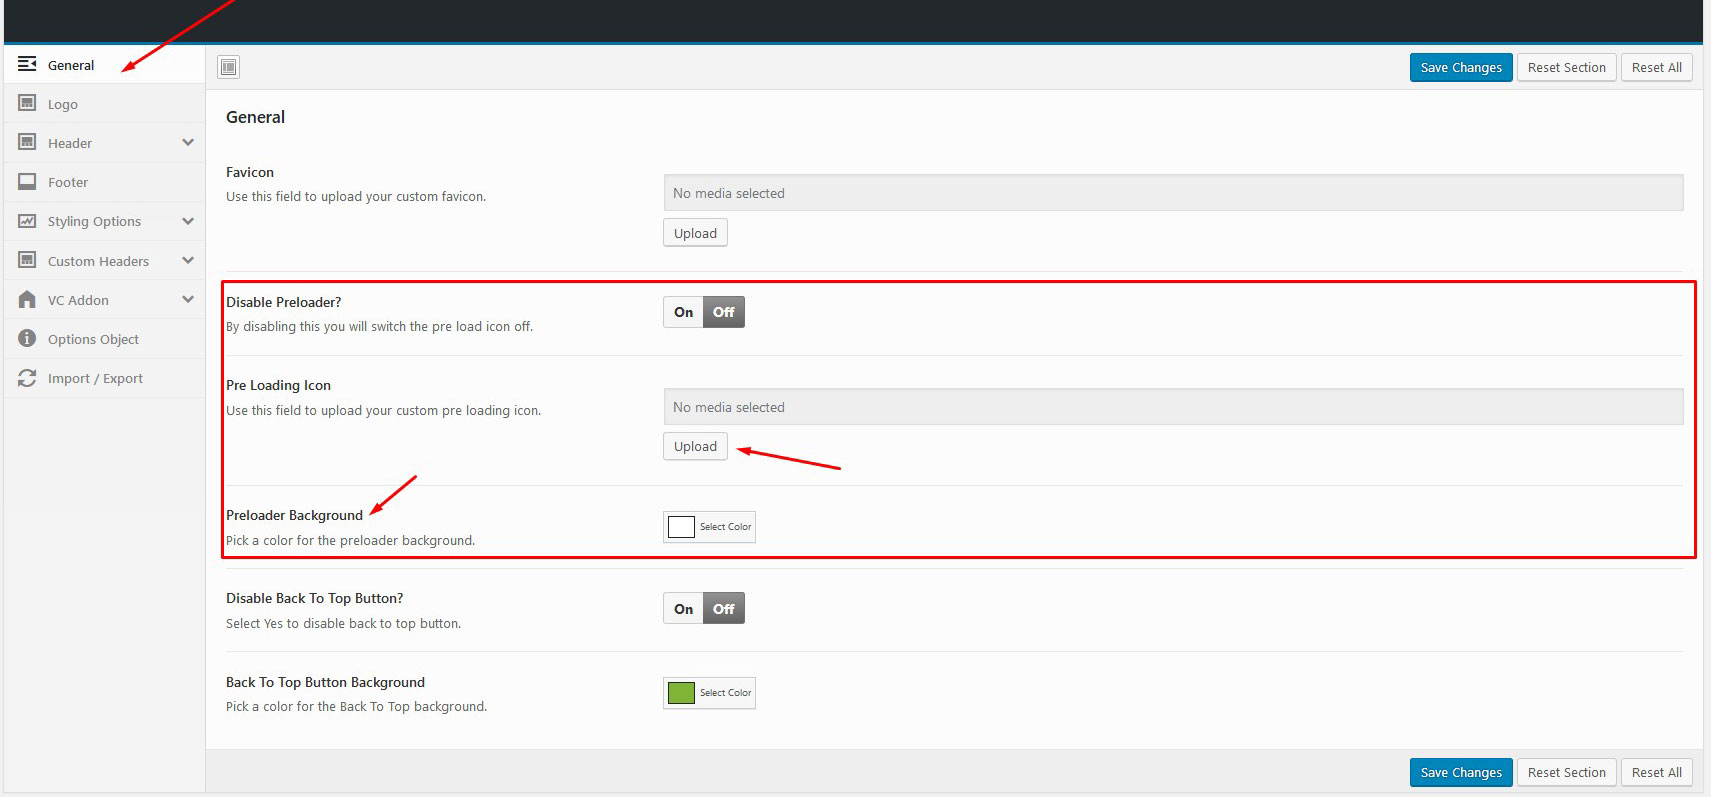 General
Logo
Header
Footer
Styling Options
Custom Headers
VC Addon
Options Object
Import / Export
Save Changes Reset Section Reset All
General
Favicon
Use this field to upload your custom favicon.
No media selected
Upload
Disable Preloader?
By disabling this you will switch the pre load icon off.
On Off
Pre Loading Icon
Use this field to upload your custom pre loading icon.
No media selected
Upload
Preloader Background
Pick a color for the preloader background.
Select Color
Disable Back To Top Button?
Select Yes to disable back to top button.
On Off
Back To Top Button Background
Pick a color for the Back To Top background.
Select Color
Save Changes Reset Section Reset All